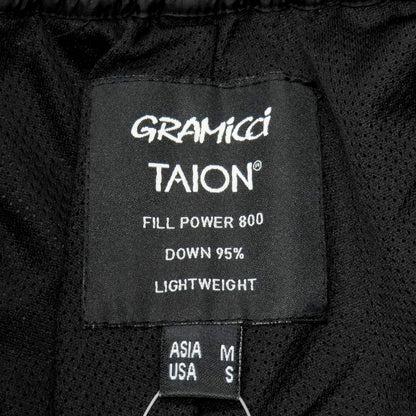 GRAMiCCi
TAION®
FILL POWER 800
DOWN 95%
LIGHTWEIGHT
ASIA M
USA S